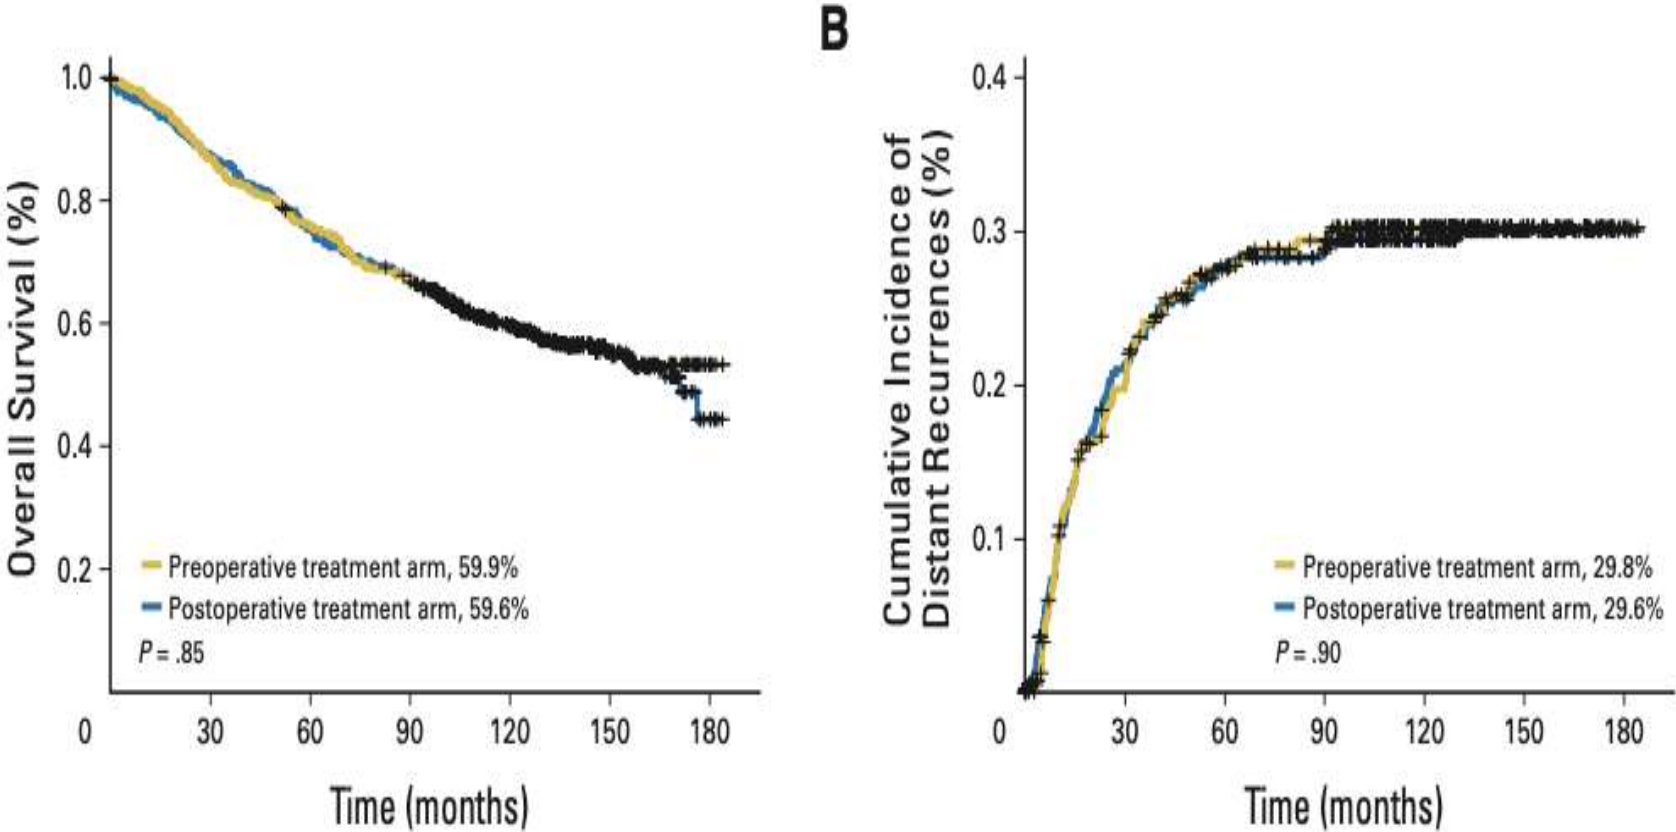 B
Overall Survival (%)
1.0
0.8
0.6
0.4
0.2
Preoperative treatment arm, 59.9%
Postoperative treatment arm, 59.6%
P = .85
0
30
60
90
120
150
180
Time (months)
Cumulative Incidence of
Distant Recurrences (%)
0.4
0.3
0.2
0.1
Preoperative treatment arm, 29.8%
Postoperative treatment arm, 29.6%
P = .90
0
30
60
90
120
150
180
Time (months)